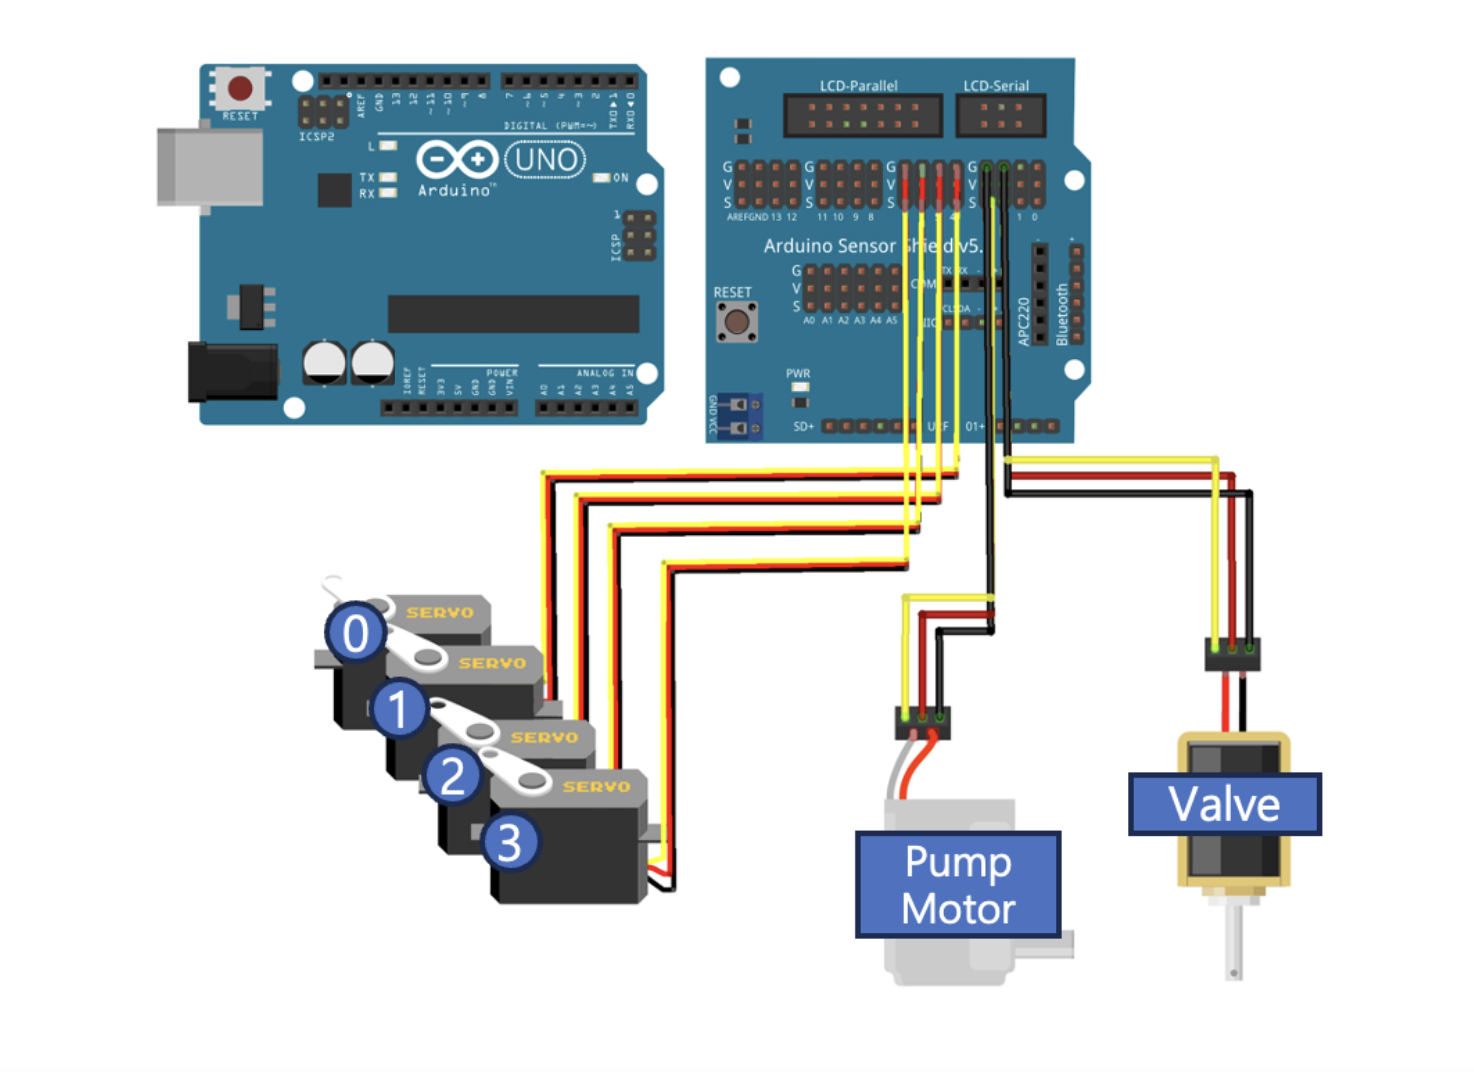 RESET
ICSP2
AREF
GND
13
12
~11
~10
~9
8
7
~6
~5
4
~3
2
TX0▶1
RX0◀0
DIGITAL (PWM=~)
L
TX
RX
Arduino™
UNO
ON
1
ICSP
IOREF
RESET
3V3
5V
GND
GND
VIN
POWER
A0
A1
A2
A3
A4
A5
ANALOG IN
LCD-Parallel
LCD-Serial
G
V
S
G
V
S
G
V
S
AREFGND 13 12
11 10 9 8
1 0
Arduino Sensor Shield v5.
G
V
S
A0 A1 A2 A3 A4 A5
RESET
COM
APC220
Bluetooth
PWR
GND VCC
SD+
01+
SERVO
SERVO
SERVO
SERVO
0
1
2
3
Pump
Motor
Valve